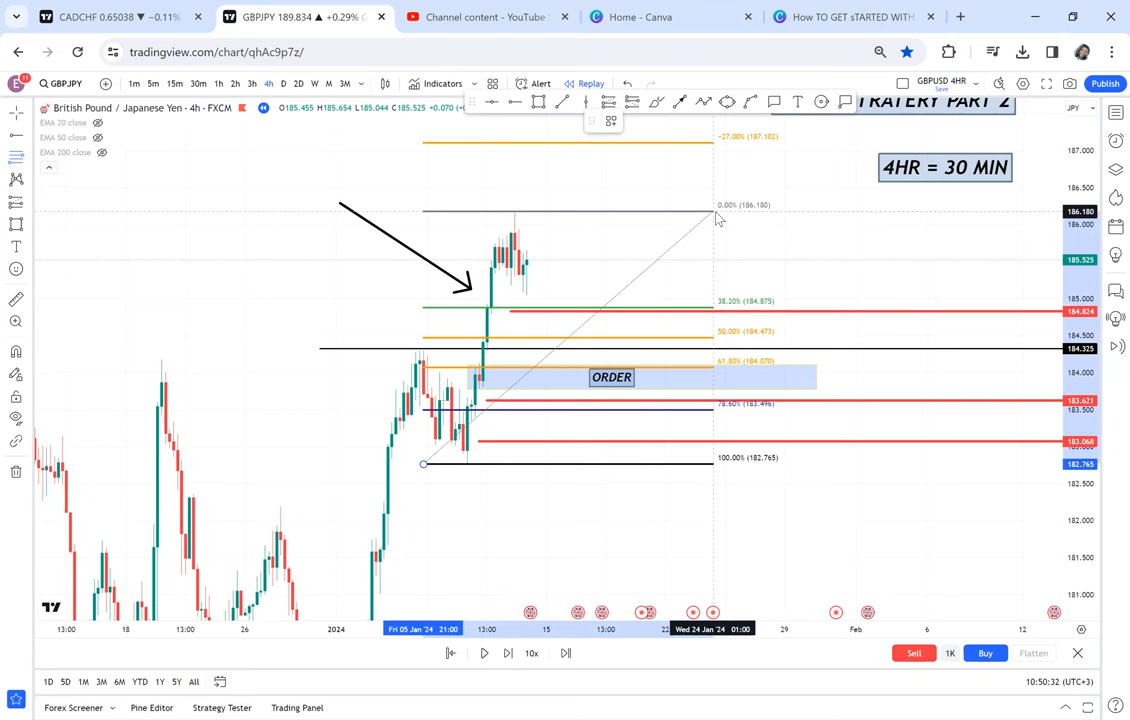 CADCHF 0.65038 ▼ −0.11%
GBPJPY 189.834 ▲ +0.29% G
Channel content - YouTube S
Home - Canva
How TO GET sTARTED WITH
tradingview.com/chart/qhAc9p7z/
E 11 GBPJPY 1m 5m 15m 30m 1h 2h 3h 4h D 2D W M 3M Indicators Alert Replay GBPUSD 4HR Save Publish
British Pound / Japanese Yen · 4h · FXCM O185.455 H185.654 L185.044 C185.525 +0.070
EMA 20 close
EMA 50 close
EMA 200 close
TRATERY PART 2
JPY
−27.00% (187.102)
187.000
4HR = 30 MIN
186.500
0.00% (186.180)
186.180
186.000
185.525
38.20% (184.875)
185.000
184.824
50.00% (184.473)
184.500
184.325
61.80% (184.070)
184.000
ORDER
78.60% (183.496)
183.621
183.500
183.068
100.00% (182.765)
182.765
182.500
182.000
181.500
181.000
13:00 18 13:00 26 2024 Fri 05 Jan '24 21:00 13:00 15 13:00 22 Wed 24 Jan '24 01:00 29 Feb 6 12
10x
Sell 1K Buy Flatten
1D 5D 1M 3M 6M YTD 1Y 5Y All
10:50:32 (UTC+3)
Forex Screener Pine Editor Strategy Tester Trading Panel